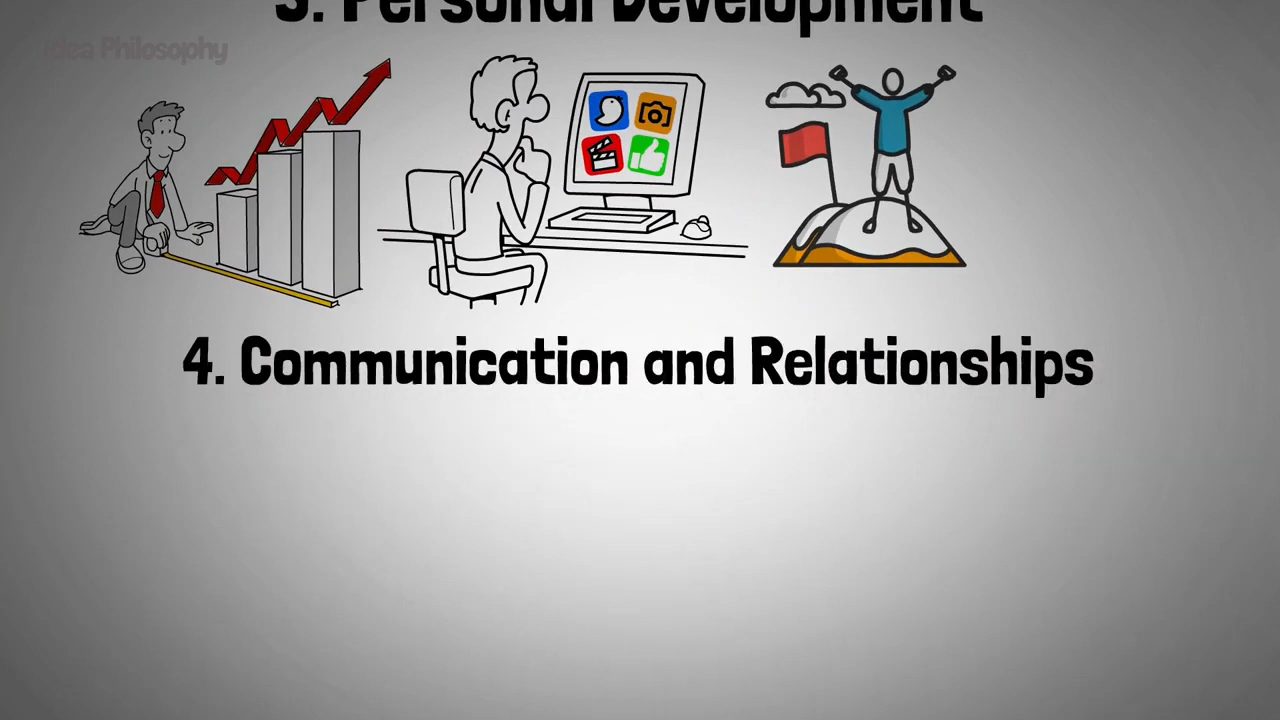 3. Personal Development
Idea Philosophy
4. Communication and Relationships